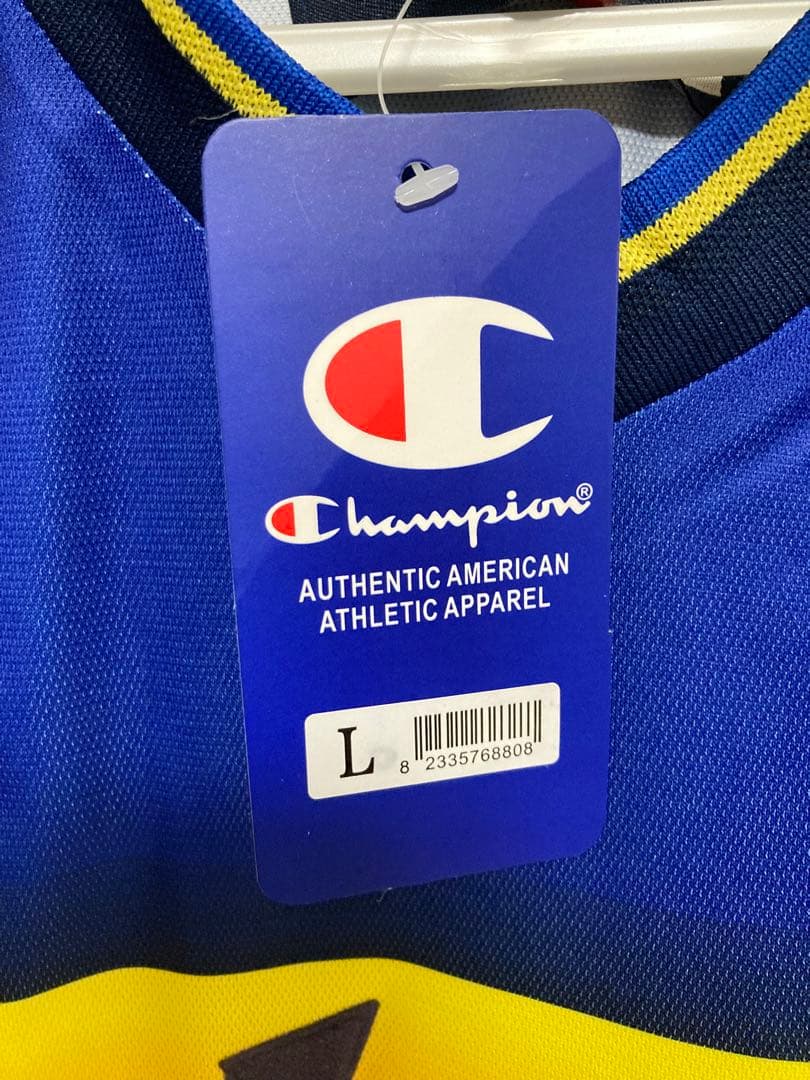 Champion®
AUTHENTIC AMERICAN
ATHLETIC APPAREL
L
8 2335768808